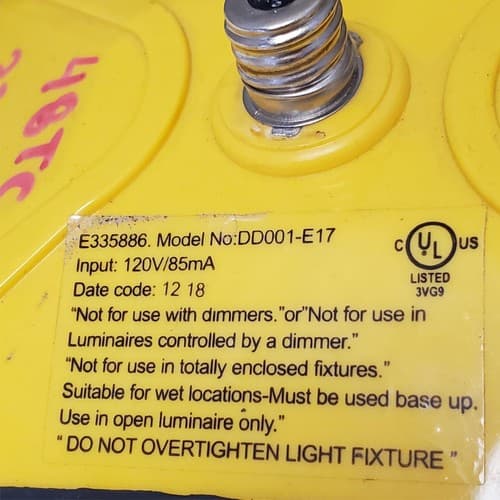 48TC
E335886. Model No:DD001-E17
Input: 120V/85mA
Date code: 12 18
"Not for use with dimmers."or"Not for use in
Luminaires controlled by a dimmer."
"Not for use in totally enclosed fixtures."
Suitable for wet locations-Must be used base up.
Use in open luminaire only."
" DO NOT OVERTIGHTEN LIGHT FIXTURE "
C UL US
LISTED
3VG9